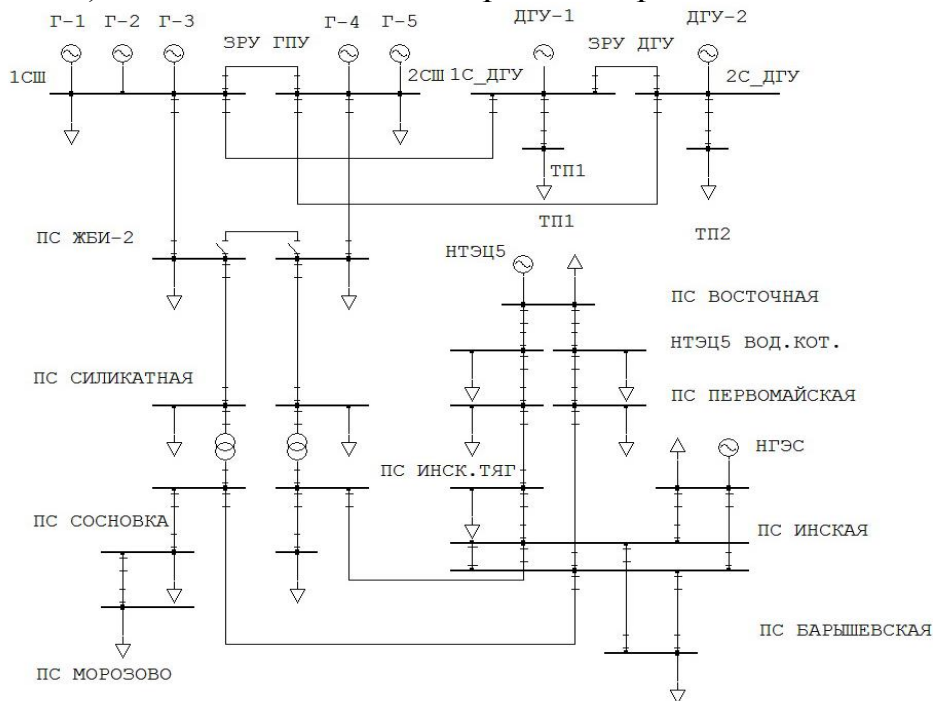 Г-1 Г-2 Г-3 Г-4 Г-5 ДГУ-1 ДГУ-2
ЗРУ ГПУ ЗРУ ДГУ
1СШ 2СШ 1С_ДГУ 2С_ДГУ
ТП1
ТП1
ТП2
ПС ЖБИ-2
НТЭЦ5
ПС ВОСТОЧНАЯ
НТЭЦ5 ВОД.КОТ.
ПС СИЛИКАТНАЯ
ПС ПЕРВОМАЙСКАЯ
НГЭС
ПС ИНСК.ТЯГ
ПС СОСНОВКА
ПС ИНСКАЯ
ПС БАРЫШЕВСКАЯ
ПС МОРОЗОВО